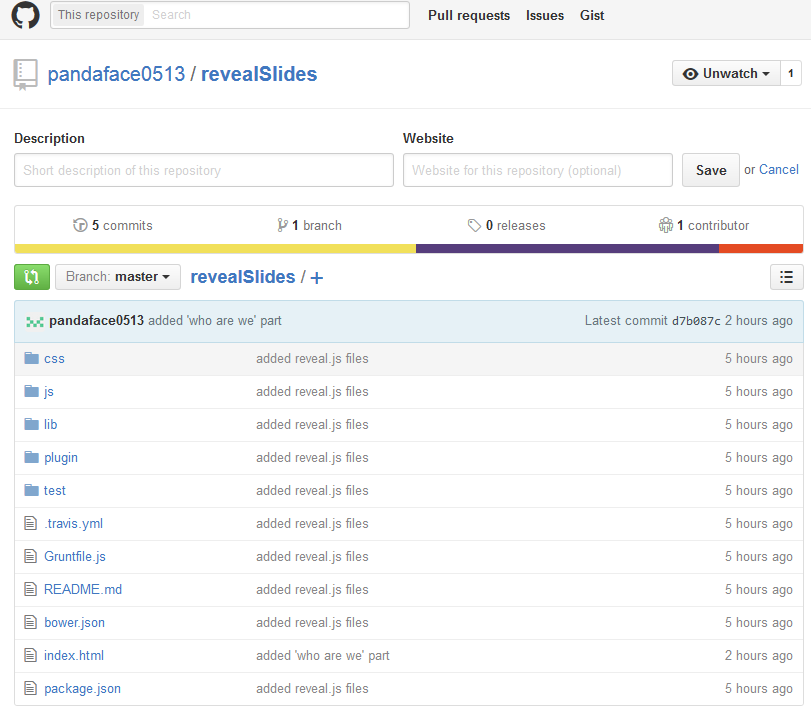 This repository Search Pull requests Issues Gist
pandaface0513 / revealSlides Unwatch 1
Description Website
Short description of this repository Website for this repository (optional) Save or Cancel
5 commits 1 branch 0 releases 1 contributor
Branch: master revealSlides / +
pandaface0513 added 'who are we' part Latest commit d7b087c 2 hours ago
css added reveal.js files 5 hours ago
js added reveal.js files 5 hours ago
lib added reveal.js files 5 hours ago
plugin added reveal.js files 5 hours ago
test added reveal.js files 5 hours ago
.travis.yml added reveal.js files 5 hours ago
Gruntfile.js added reveal.js files 5 hours ago
README.md added reveal.js files 5 hours ago
bower.json added reveal.js files 5 hours ago
index.html added 'who are we' part 2 hours ago
package.json added reveal.js files 5 hours ago